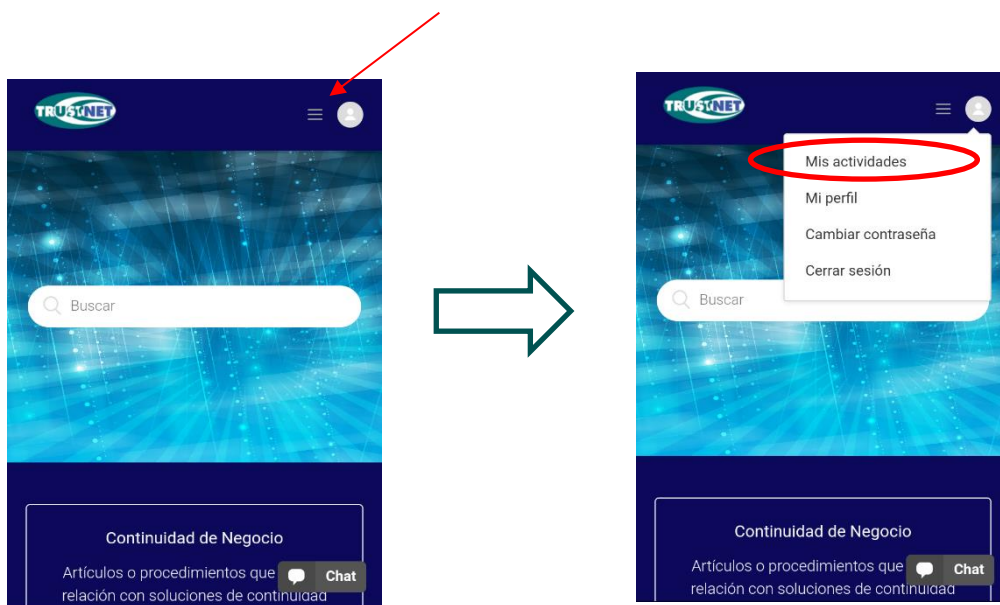 TRUSTNET
Buscar
Continuidad de Negocio
Artículos o procedimientos que
relación con soluciones de continuidad
Chat
TRUSTNET
Mis actividades
Mi perfil
Cambiar contraseña
Cerrar sesión
Buscar
Continuidad de Negocio
Artículos o procedimientos que
relación con soluciones de continuidad
Chat